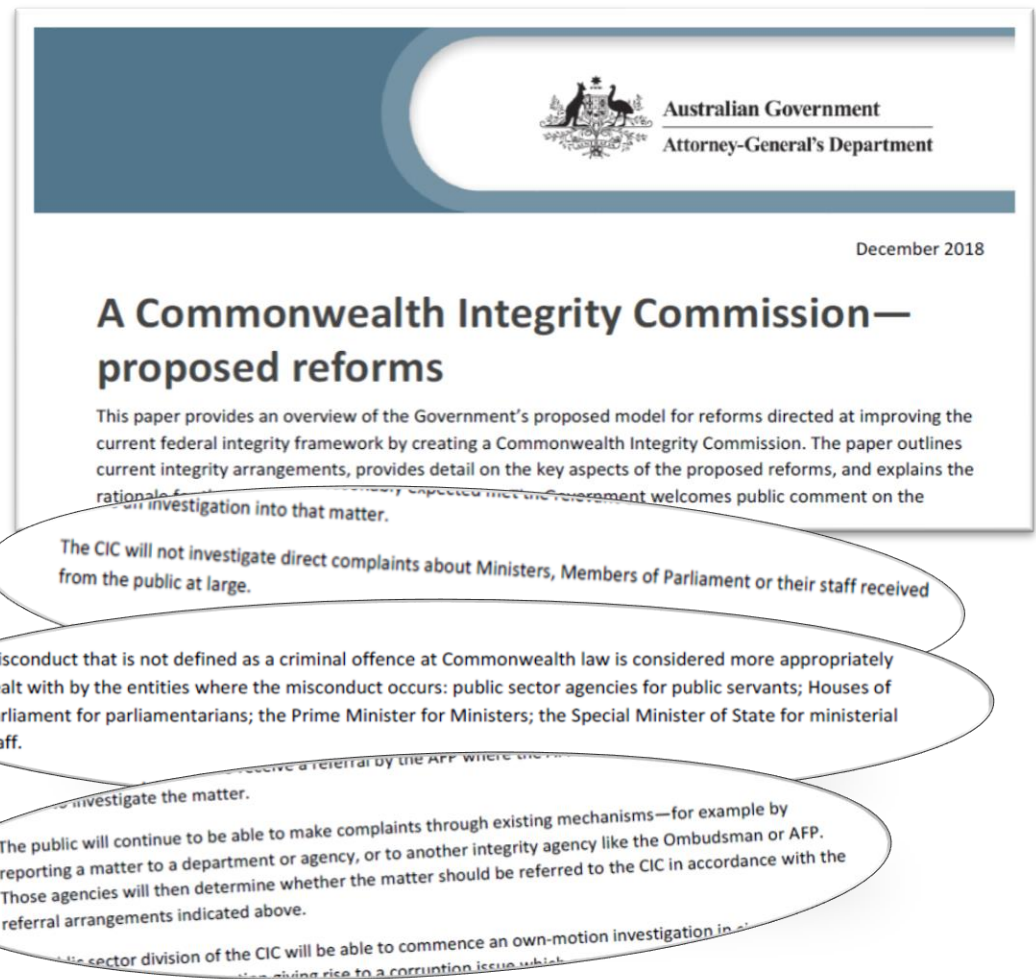 Australian Government
Attorney-General's Department
December 2018
A Commonwealth Integrity Commission—
proposed reforms
This paper provides an overview of the Government's proposed model for reforms directed at improving the
current federal integrity framework by creating a Commonwealth Integrity Commission. The paper outlines
current integrity arrangements, provides detail on the key aspects of the proposed reforms, and explains the
rationale welcomes public comment on the
investigation into that matter.
The CIC will not investigate direct complaints about Ministers, Members of Parliament or their staff received
from the public at large.
isconduct that is not defined as a criminal offence at Commonwealth law is considered more appropriately
alt with by the entities where the misconduct occurs: public sector agencies for public servants; Houses of
rliament for parliamentarians; the Prime Minister for Ministers; the Special Minister of State for ministerial
aff.
a referral by the AFP where
investigate the matter.
The public will continue to be able to make complaints through existing mechanisms—for example by
reporting a matter to a department or agency, or to another integrity agency like the Ombudsman or AFP.
Those agencies will then determine whether the matter should be referred to the CIC in accordance with the
referral arrangements indicated above.
sector division of the CIC will be able to commence an own-motion investigation in
giving rise to a corruption issue which